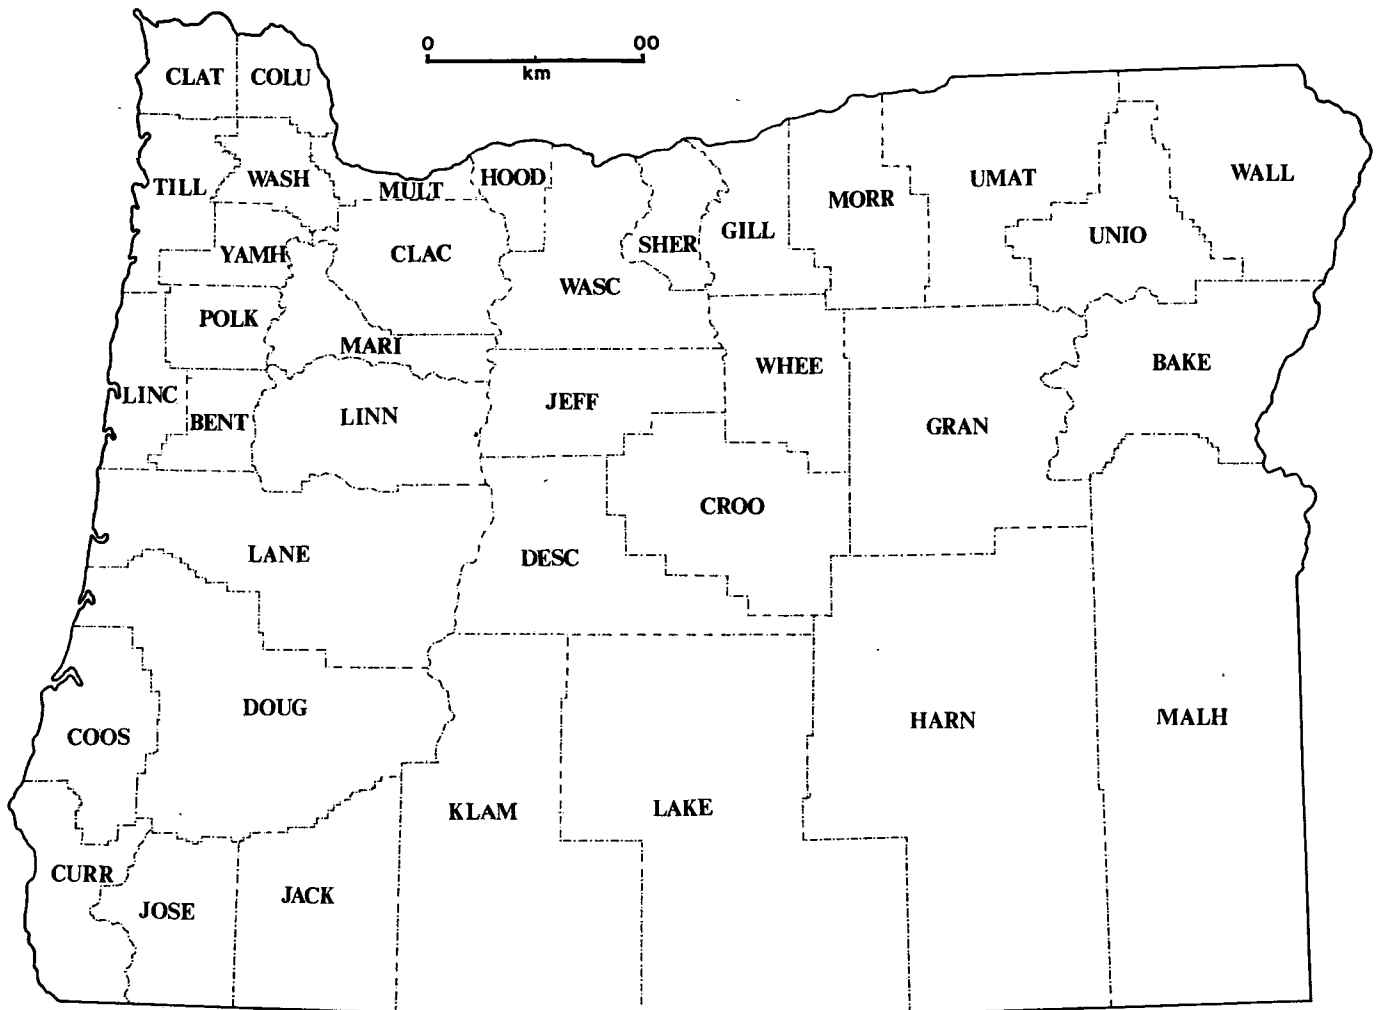 0 00
km
CLAT COLU
TILL WASH MULT HOOD UMAT WALL
MORR
YAMH CLAC SHER GILL UNIO
WASC
POLK MARI WHEE BAKE
LINC BENT LINN JEFF GRAN
CROO
LANE DESC
COOS DOUG HARN MALH
KLAM LAKE
CURR JOSE JACK